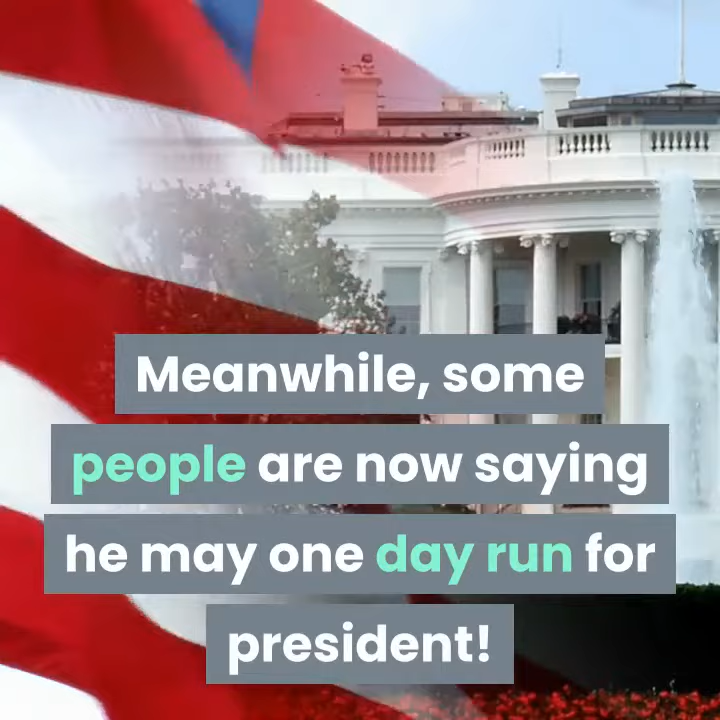 Meanwhile, some
people are now saying
he may one day run for
president!